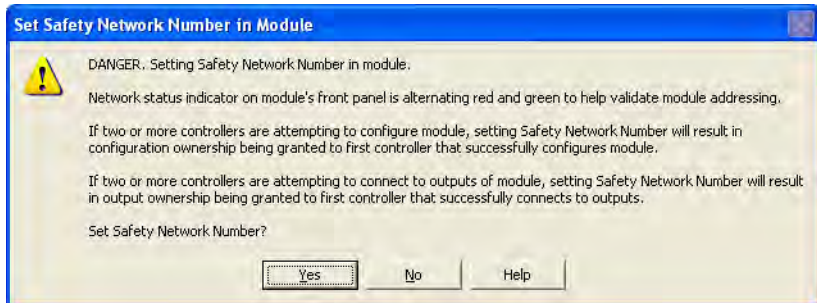 Set Safety Network Number in Module
DANGER. Setting Safety Network Number in module.
Network status indicator on module's front panel is alternating red and green to help validate module addressing.
If two or more controllers are attempting to configure module, setting Safety Network Number will result in
configuration ownership being granted to first controller that successfully configures module.
If two or more controllers are attempting to connect to outputs of module, setting Safety Network Number will result
in output ownership being granted to first controller that successfully connects to outputs.
Set Safety Network Number?
Yes No Help